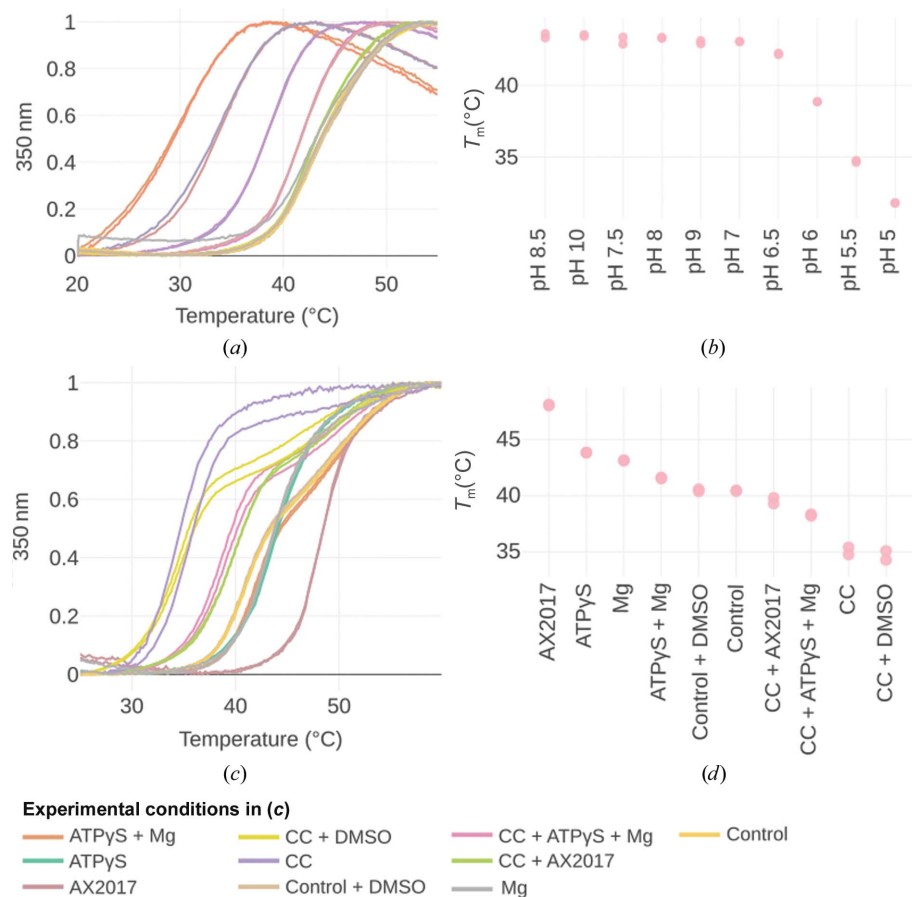 1
0.8
0.6
0.4
0.2
0
350 nm
20
30
40
50
Temperature (°C)
(a)
40
35
Tm(°C)
pH 8.5
pH 10
pH 7.5
pH 8
pH 9
pH 7
pH 6.5
pH 6
pH 5.5
pH 5
(b)
1
0.8
0.6
0.4
0.2
0
350 nm
30
40
50
Temperature (°C)
(c)
45
40
35
Tm(°C)
AX2017
ATPγS
Mg
ATPγS + Mg
Control + DMSO
Control
CC + AX2017
CC + ATPγS + Mg
CC
CC + DMSO
(d)
Experimental conditions in (c)
ATPγS + Mg
CC + DMSO
CC + ATPγS + Mg
Control
ATPγS
CC
CC + AX2017
AX2017
Control + DMSO
Mg